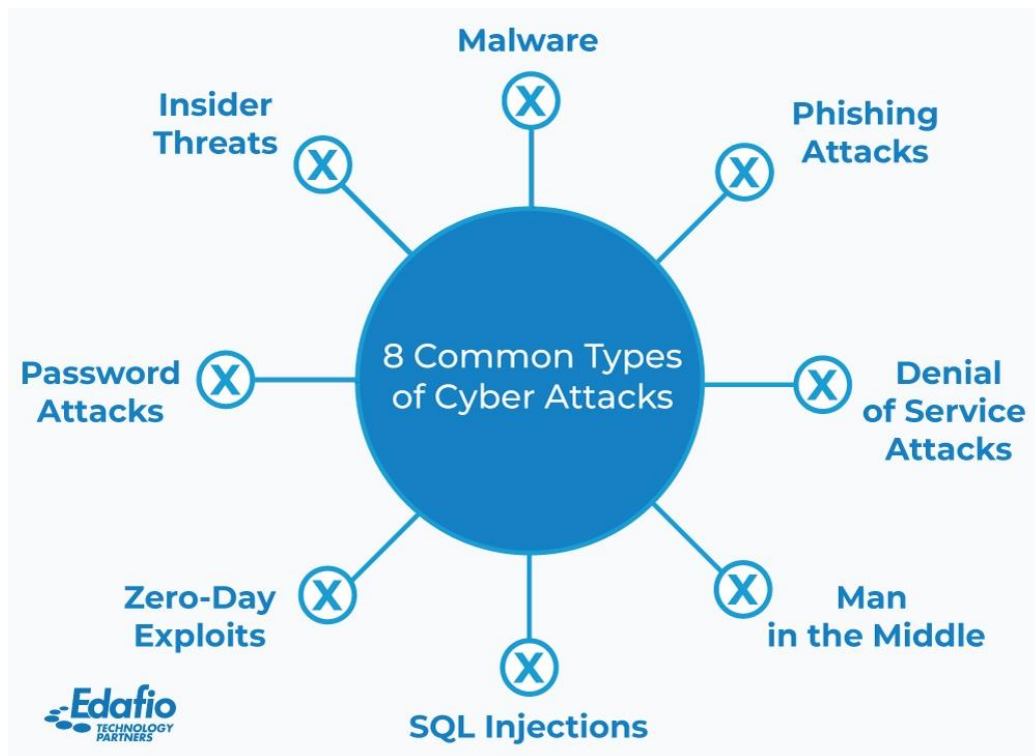 Malware
X
Phishing
Attacks
X
Denial
of Service
Attacks
X
Man
in the Middle
X
SQL Injections
X
Zero-Day
Exploits
X
Password
Attacks
X
Insider
Threats
X
8 Common Types
of Cyber Attacks
Edafio
TECHNOLOGY
PARTNERS